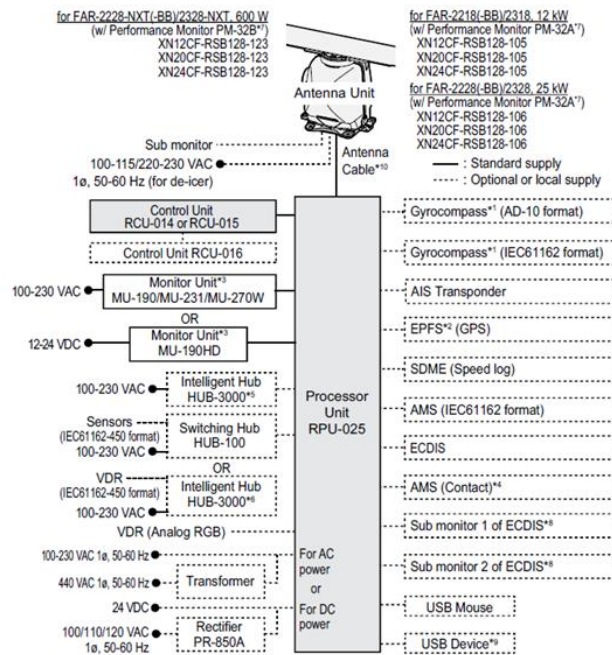 for FAR-2228-NXT(-BB)/2328-NXT, 600 W
(w/ Performance Monitor PM-32B*7)
XN12CF-RSB128-123
XN20CF-RSB128-123
XN24CF-RSB128-123
for FAR-2218(-BB)/2318, 12 kW
(w/ Performance Monitor PM-32A*7)
XN12CF-RSB128-105
XN20CF-RSB128-105
XN24CF-RSB128-105
for FAR-2228(-BB)/2328, 25 kW
(w/ Performance Monitor PM-32A*7)
XN12CF-RSB128-106
XN20CF-RSB128-106
XN24CF-RSB128-106
Antenna Unit
: Standard supply
: Optional or local supply
Sub monitor
100-115/220-230 VAC
1ø, 50-60 Hz (for de-icer)
Antenna
Cable*10
Control Unit
RCU-014 or RCU-015
Control Unit RCU-016
100-230 VAC
Monitor Unit*3
MU-190/MU-231/MU-270W
OR
12-24 VDC
Monitor Unit*3
MU-190HD
100-230 VAC
Intelligent Hub
HUB-3000*5
Sensors
(IEC61162-450 format)
100-230 VAC
Switching Hub
HUB-100
OR
VDR
(IEC61162-450 format)
100-230 VAC
Intelligent Hub
HUB-3000*6
VDR (Analog RGB)
100-230 VAC 1ø, 50-60 Hz
440 VAC 1ø, 50-60 Hz
Transformer
24 VDC
100/110/120 VAC
1ø, 50-60 Hz
Rectifier
PR-850A
Processor
Unit
RPU-025
For AC
power
or
For DC
power
Gyrocompass*1 (AD-10 format)
Gyrocompass*1 (IEC61162 format)
AIS Transponder
EPFS*2 (GPS)
SDME (Speed log)
AMS (IEC61162 format)
ECDIS
AMS (Contact)*4
Sub monitor 1 of ECDIS*8
Sub monitor 2 of ECDIS*8
USB Mouse
USB Device*9